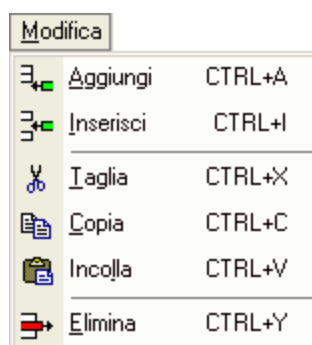 Modifica
Aggiungi CTRL+A
Inserisci CTRL+I
Taglia CTRL+X
Copia CTRL+C
Incolla CTRL+V
Elimina CTRL+Y